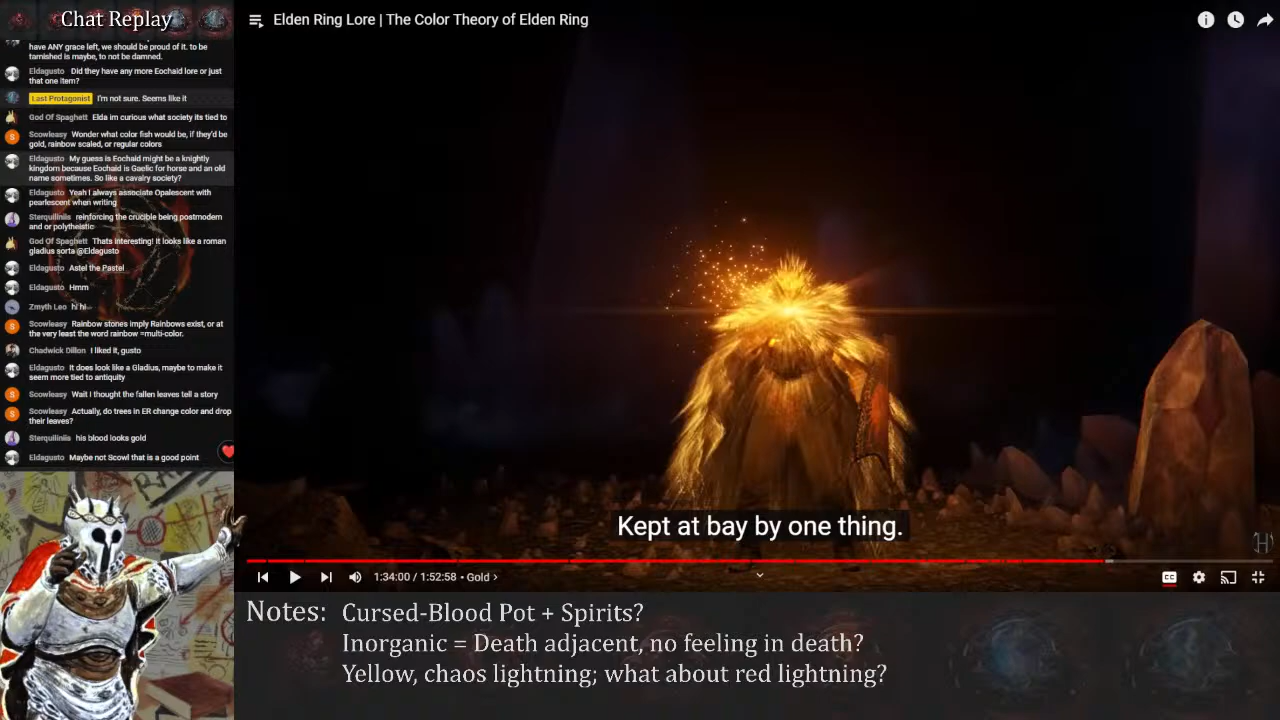 Chat Replay
have ANY grace left, we should be proud of it. to be
tarnished is maybe, to not be damned.
Eldagusto Did they have any more Eochaid lore or just
that one item?
Last Protagonist I'm not sure. Seems like it
God Of Spaghett Elda im curious what society its tied to
Scowleasy Wonder what color fish would be, if they'd be
gold, rainbow scaled, or regular colors
Eldagusto My guess is Eochaid might be a knightly
kingdom because Eochaid is Gaelic for horse and an old
name sometimes. So like a cavalry society?
Eldagusto Yeah I always associate Opalescent with
pearlescent when writing
Sterquiliniis reinforcing the crucible being postmodern
and or polytheistic
God Of Spaghett Thats interesting! It looks like a roman
gladius sorta @Eldagusto
Eldagusto Astel the Pastel
Eldagusto Hmm
Zmyth Leo hi hi
Scowleasy Rainbow stones imply Rainbows exist, or at
the very least the word rainbow =multi-color.
Chadwick Dillon I liked it, gusto
Eldagusto It does look like a Gladius, maybe to make it
seem more tied to antiquity
Scowleasy Wait I thought the fallen leaves tell a story
Scowleasy Actually, do trees in ER change color and drop
their leaves?
Sterquiliniis his blood looks gold
Eldagusto Maybe not Scowl that is a good point
Elden Ring Lore | The Color Theory of Elden Ring
Kept at bay by one thing.
1:34:00 / 1:52:58 • Gold >
CC
Notes: Cursed-Blood Pot + Spirits?
Inorganic = Death adjacent, no feeling in death?
Yellow, chaos lightning; what about red lightning?